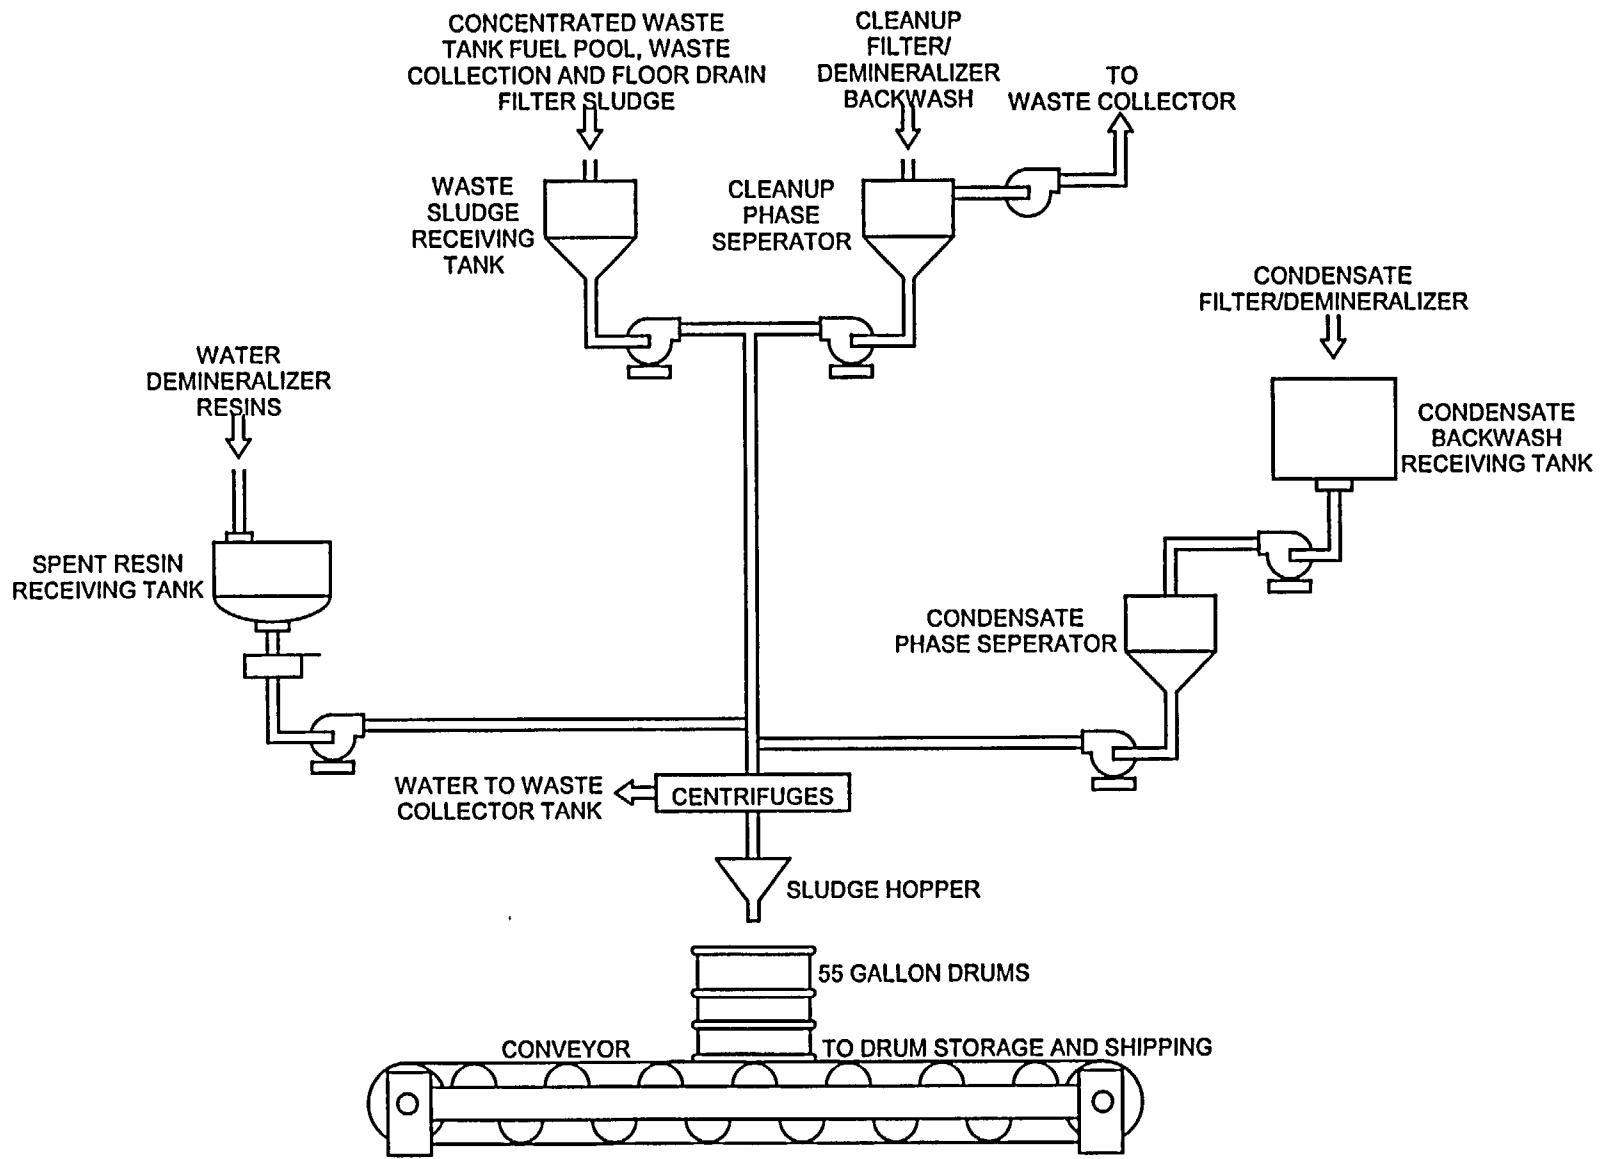 CONCENTRATED WASTE
TANK FUEL POOL, WASTE
COLLECTION AND FLOOR DRAIN
FILTER SLUDGE
CLEANUP
FILTER/
DEMINERALIZER
BACKWASH
TO
WASTE COLLECTOR
WASTE
SLUDGE
RECEIVING
TANK
CLEANUP
PHASE
SEPERATOR
CONDENSATE
FILTER/DEMINERALIZER
WATER
DEMINERALIZER
RESINS
CONDENSATE
BACKWASH
RECEIVING TANK
SPENT RESIN
RECEIVING TANK
CONDENSATE
PHASE SEPERATOR
WATER TO WASTE
COLLECTOR TANK
CENTRIFUGES
SLUDGE HOPPER
55 GALLON DRUMS
CONVEYOR
TO DRUM STORAGE AND SHIPPING